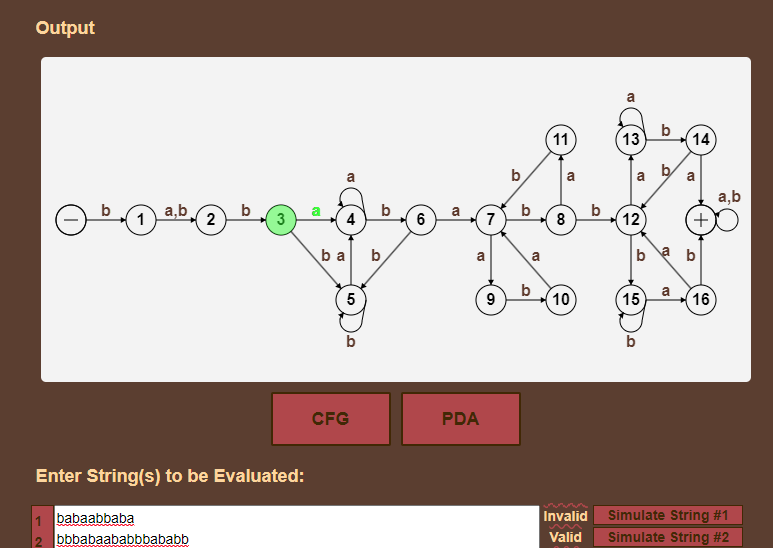 Output
a
11
13
b
14
b
a
a
b
a
a
a,b
−
b
1
a,b
2
b
3
a
4
b
6
a
7
b
8
b
12
+
b
a
b
a
b
a
b
a
b
5
9
b
10
15
a
16
b
b
CFG
PDA
Enter String(s) to be Evaluated:
1
babaabbaba
Invalid
Simulate String #1
2
bbbabaababbbababb
Valid
Simulate String #2